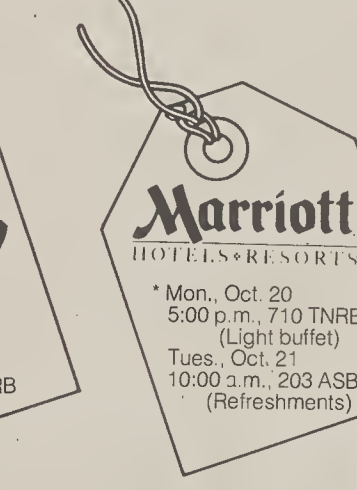 Marriott
HOTELS • RESORTS
* Mon., Oct. 20
5:00 p.m., 710 TNRB
(Light buffet)
Tues., Oct. 21
10:00 a.m., 203 ASB
(Refreshments)
RB